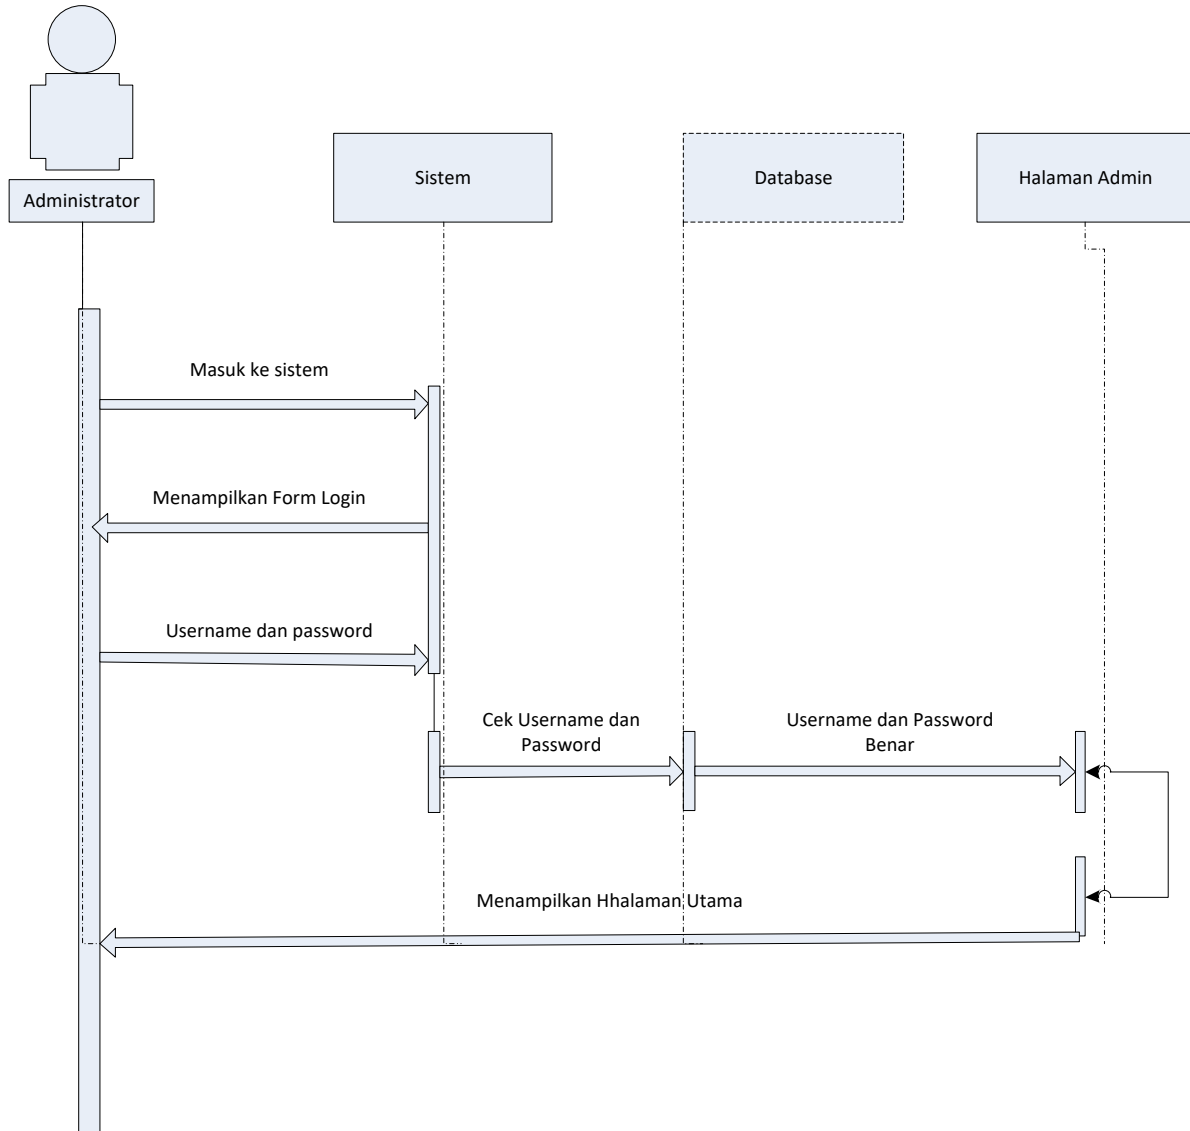 Administrator
Sistem
Database
Halaman Admin
Masuk ke sistem
Menampilkan Form Login
Username dan password
Cek Username dan
Password
Username dan Password
Benar
Menampilkan Hhalaman Utama